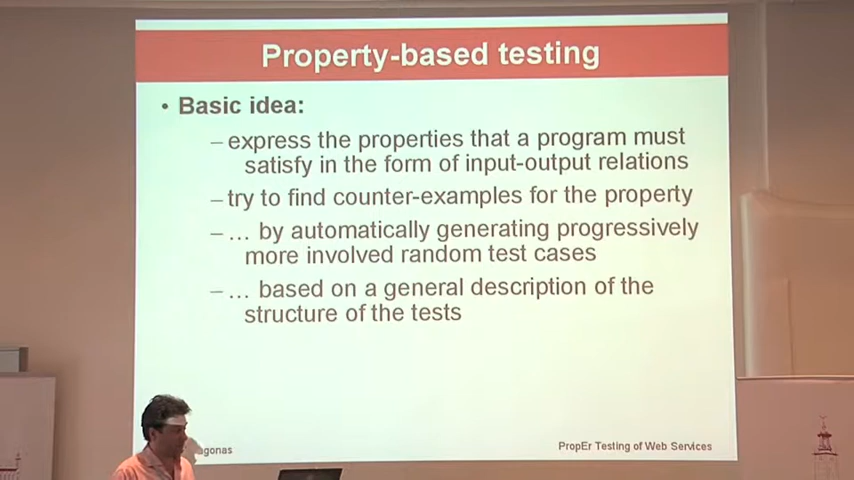 Property-based testing
• Basic idea:
– express the properties that a program must
satisfy in the form of input-output relations
– try to find counter-examples for the property
– … by automatically generating progressively
more involved random test cases
– … based on a general description of the
structure of the tests
PropEr Testing of Web Services